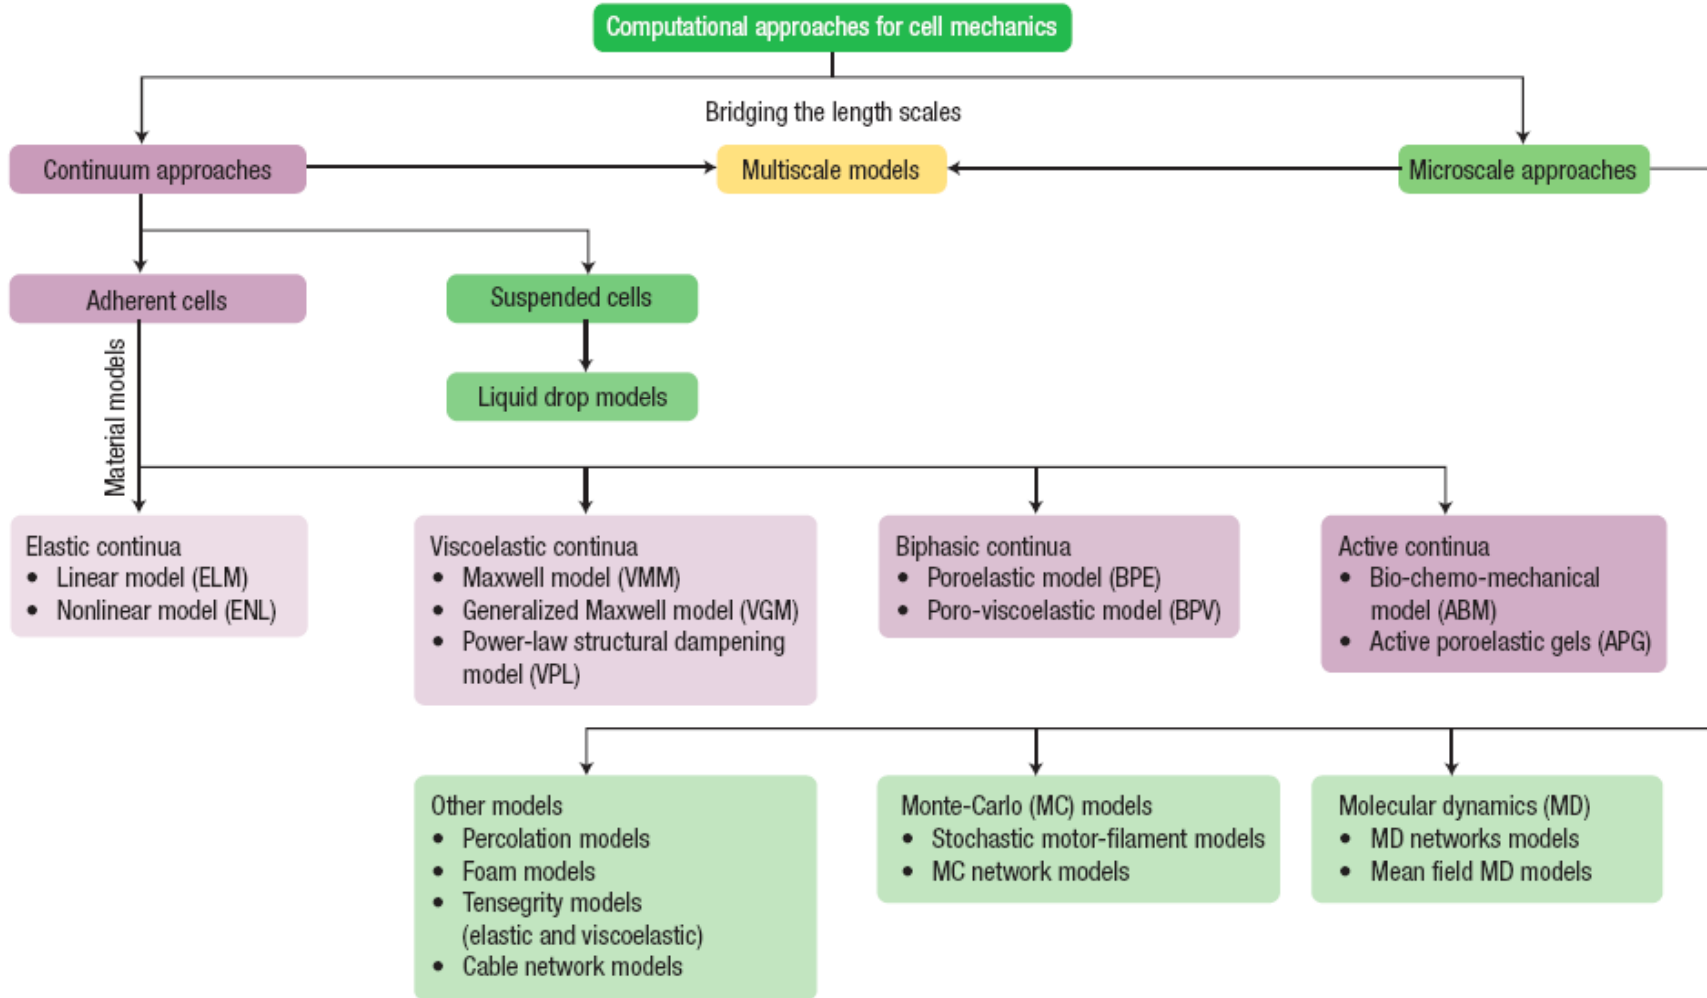 Computational approaches for cell mechanics
Bridging the length scales
Continuum approaches
Multiscale models
Microscale approaches
Adherent cells
Suspended cells
Liquid drop models
Material models
Elastic continua
• Linear model (ELM)
• Nonlinear model (ENL)
Viscoelastic continua
• Maxwell model (VMM)
• Generalized Maxwell model (VGM)
• Power-law structural dampening
model (VPL)
Biphasic continua
• Poroelastic model (BPE)
• Poro-viscoelastic model (BPV)
Active continua
• Bio-chemo-mechanical
model (ABM)
• Active poroelastic gels (APG)
Other models
• Percolation models
• Foam models
• Tensegrity models
(elastic and viscoelastic)
• Cable network models
Monte-Carlo (MC) models
• Stochastic motor-filament models
• MC network models
Molecular dynamics (MD)
• MD networks models
• Mean field MD models